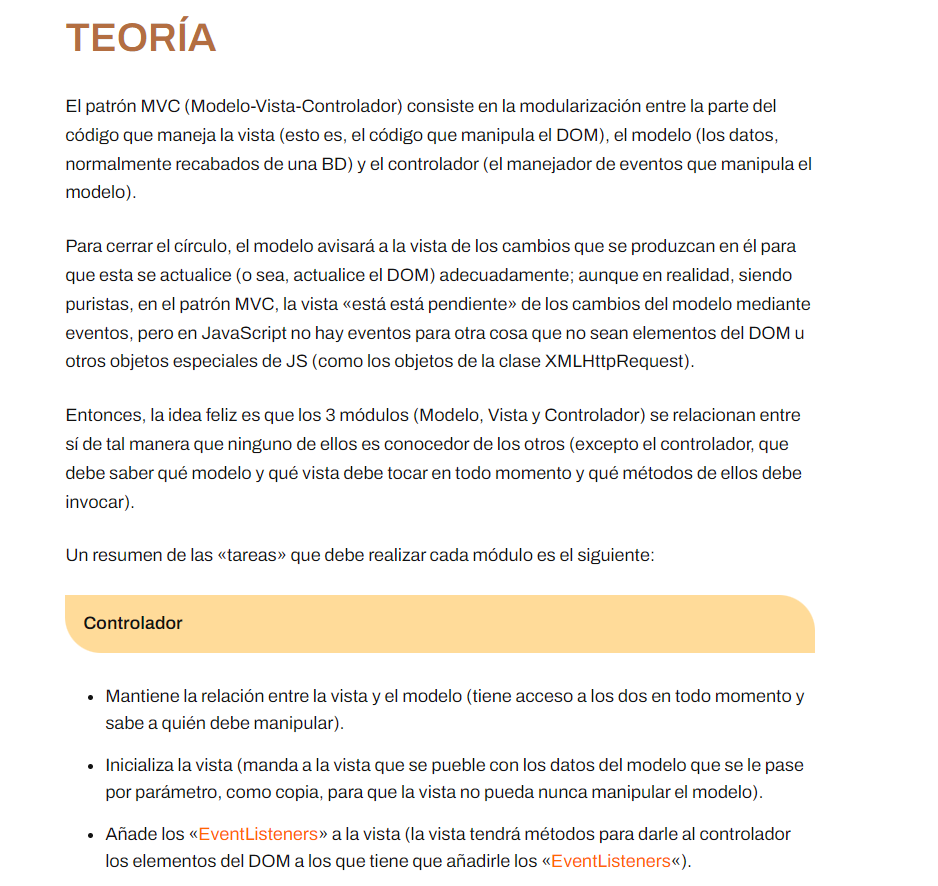 TEORÍA
El patrón MVC (Modelo-Vista-Controlador) consiste en la modularización entre la parte del
código que maneja la vista (esto es, el código que manipula el DOM), el modelo (los datos,
normalmente recabados de una BD) y el controlador (el manejador de eventos que manipula el
modelo).
Para cerrar el círculo, el modelo avisará a la vista de los cambios que se produzcan en él para
que esta se actualice (o sea, actualice el DOM) adecuadamente; aunque en realidad, siendo
puristas, en el patrón MVC, la vista «está está pendiente» de los cambios del modelo mediante
eventos, pero en JavaScript no hay eventos para otra cosa que no sean elementos del DOM u
otros objetos especiales de JS (como los objetos de la clase XMLHttpRequest).
Entonces, la idea feliz es que los 3 módulos (Modelo, Vista y Controlador) se relacionan entre
sí de tal manera que ninguno de ellos es conocedor de los otros (excepto el controlador, que
debe saber qué modelo y qué vista debe tocar en todo momento y qué métodos de ellos debe
invocar).
Un resumen de las «tareas» que debe realizar cada módulo es el siguiente:
Controlador
• Mantiene la relación entre la vista y el modelo (tiene acceso a los dos en todo momento y
sabe a quién debe manipular).
• Inicializa la vista (manda a la vista que se pueble con los datos del modelo que se le pase
por parámetro, como copia, para que la vista no pueda nunca manipular el modelo).
• Añade los «EventListeners» a la vista (la vista tendrá métodos para darle al controlador
los elementos del DOM a los que tiene que añadirle los «EventListeners«).